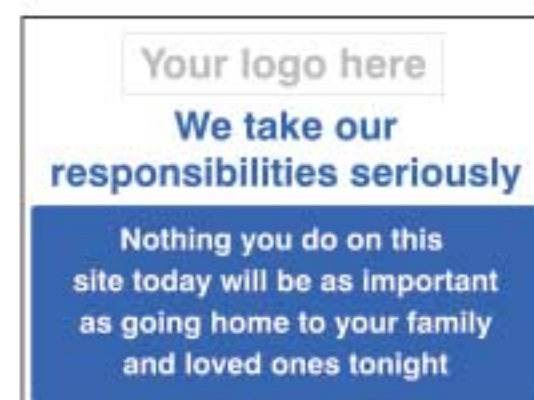 Your logo here
We take our
responsibilities seriously
Nothing you do on this
site today will be as important
as going home to your family
and loved ones tonight